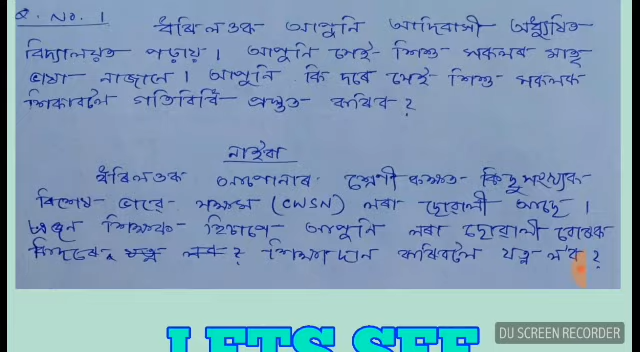 Q. NO. 1
ধৰিলওক আপুনি আদিবাসী অধ্যুষিত
বিদ্যালয়ত পঢ়ায়। আপুনি সেই শিশু সকলৰ মাতৃ
ভাষা নাজানে। আপুনি কি দৰে সেই শিশু সকলক
শিকাবলৈ গতিবিধি প্ৰস্তুত কৰিব?
নাইবা
ধৰিলওক আপোনাৰ শ্ৰেণী কক্ষত কিছু সংখ্যক
বিশেষ ভাবে সক্ষম (CWSN) লৰা ছোৱালী আছে।
এজন শিক্ষক হিচাপে আপুনি লৰা ছোৱালী বোৰক
কিদৰে শিক্ষা দান কৰিবলৈ যত্ন ল'ব?
LETS SEE
DU SCREEN RECORDER